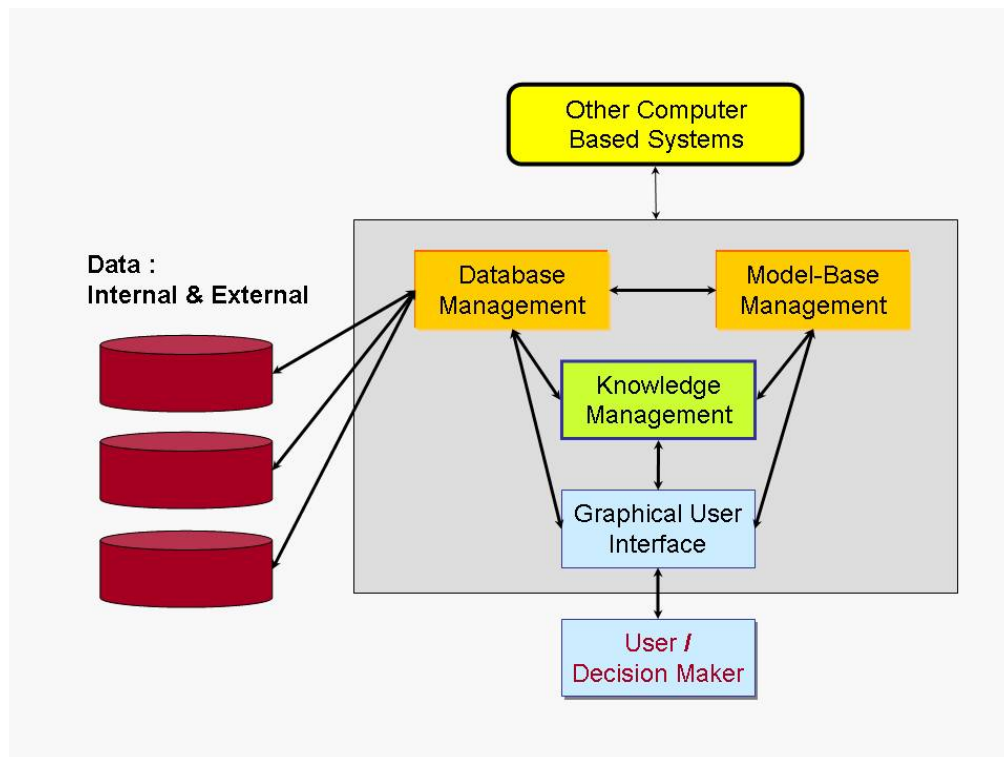 Other Computer
Based Systems
Data :
Internal & External
Database
Management
Model-Base
Management
Knowledge
Management
Graphical User
Interface
User /
Decision Maker